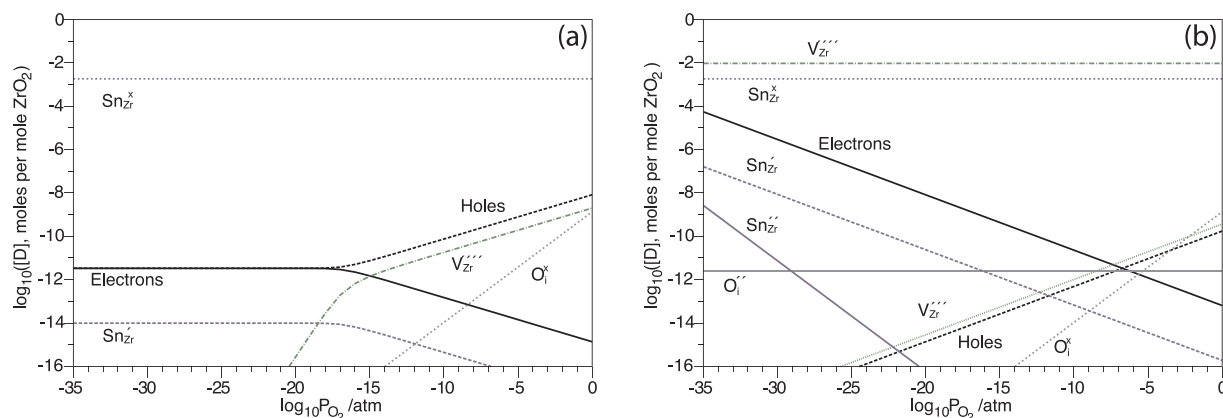 (a)
log10([D], moles per mole ZrO2)
0
-2
-4
-6
-8
-10
-12
-14
-16
Sn_Zr^x
Holes
V_Zr´´´´
O_i^x
Electrons
Sn_Zr´
-35 -30 -25 -20 -15 -10 -5 0
log10PO2 /atm
(b)
log10([D], moles per mole ZrO2)
0
-2
-4
-6
-8
-10
-12
-14
-16
V_Zr´´´´
Sn_Zr^x
Electrons
Sn_Zr´
Sn_Zr´´
O_i´´
V_Zr´´´
Holes
O_i^x
-35 -30 -25 -20 -15 -10 -5 0
log10PO2 /atm